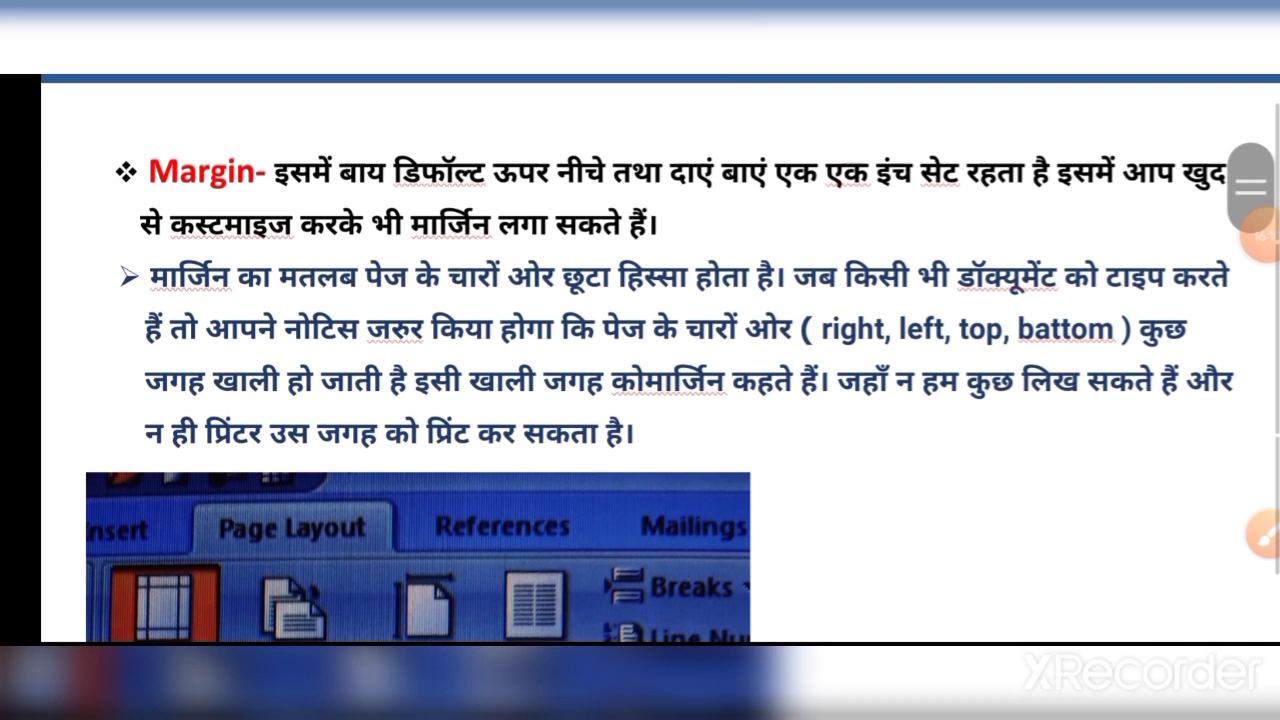 ❖ Margin- इसमें बाय डिफॉल्ट ऊपर नीचे तथा दाएं बाएं एक एक इंच सेट रहता है इसमें आप खुद
से कस्टमाइज करके भी मार्जिन लगा सकते हैं।
➢ मार्जिन का मतलब पेज के चारों ओर छूटा हिस्सा होता है। जब किसी भी डॉक्यूमेंट को टाइप करते
हैं तो आपने नोटिस जरुर किया होगा कि पेज के चारों ओर ( right, left, top, battom ) कुछ
जगह खाली हो जाती है इसी खाली जगह कोमार्जिन कहते हैं। जहाँ न हम कुछ लिख सकते हैं और
न ही प्रिंटर उस जगह को प्रिंट कर सकता है।
nsert Page Layout References Mailings
Breaks
Line Nu
XRecorder